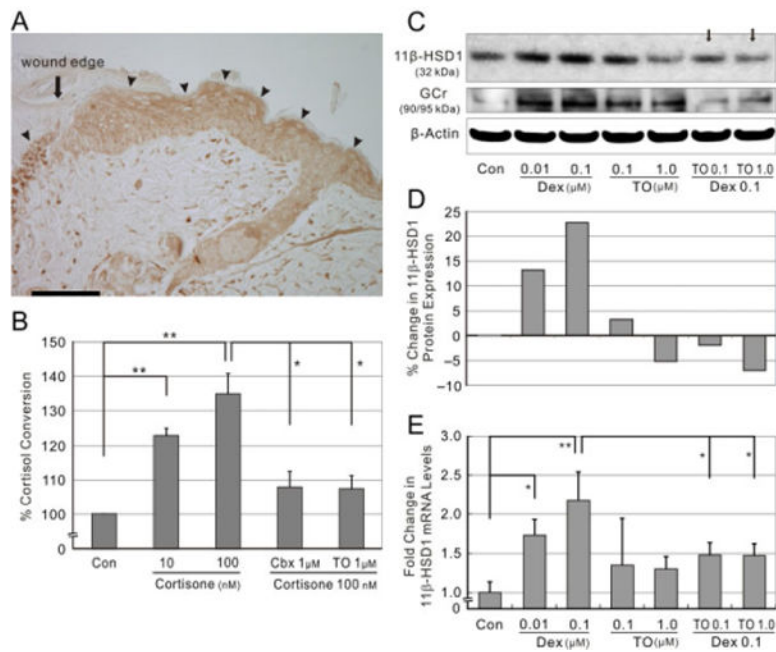 A
wound edge
B
% Cortisol Conversion
150
140
130
120
110
100
0
**
**
*
*
Con
10
100
Cbx 1μM
TO 1μM
Cortisone (nM)
Cortisone 100 nM
C
11β-HSD1
(32 kDa)
GCr
(90/95 kDa)
β-Actin
Con
0.01
0.1
0.1
1.0
TO 0.1
TO 1.0
Dex (μM)
TO(μM)
Dex 0.1
D
% Change in 11β-HSD1
Protein Expression
25
20
15
10
5
0
−5
−10
E
Fold Change in
11β-HSD1 mRNA Levels
3.0
2.5
2.0
1.5
1.0
0
*
**
*
*
Con
0.01
0.1
0.1
1.0
TO 0.1
TO 1.0
Dex (μM)
TO(μM)
Dex 0.1